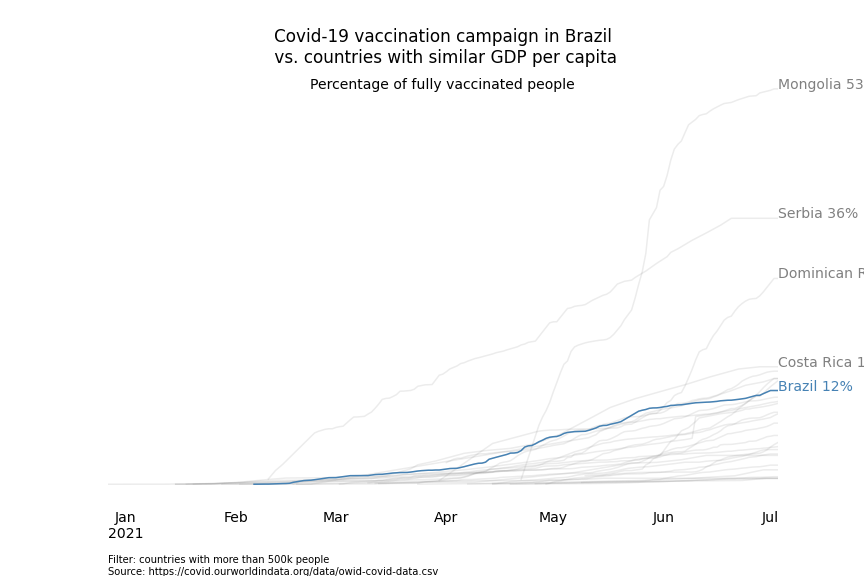 Covid-19 vaccination campaign in Brazil
vs. countries with similar GDP per capita
Percentage of fully vaccinated people
Mongolia 53
Serbia 36%
Dominican R
Costa Rica 1
Brazil 12%
Jan Feb Mar Apr May Jun Jul
2021
Filter: countries with more than 500k people
Source: https://covid.ourworldindata.org/data/owid-covid-data.csv